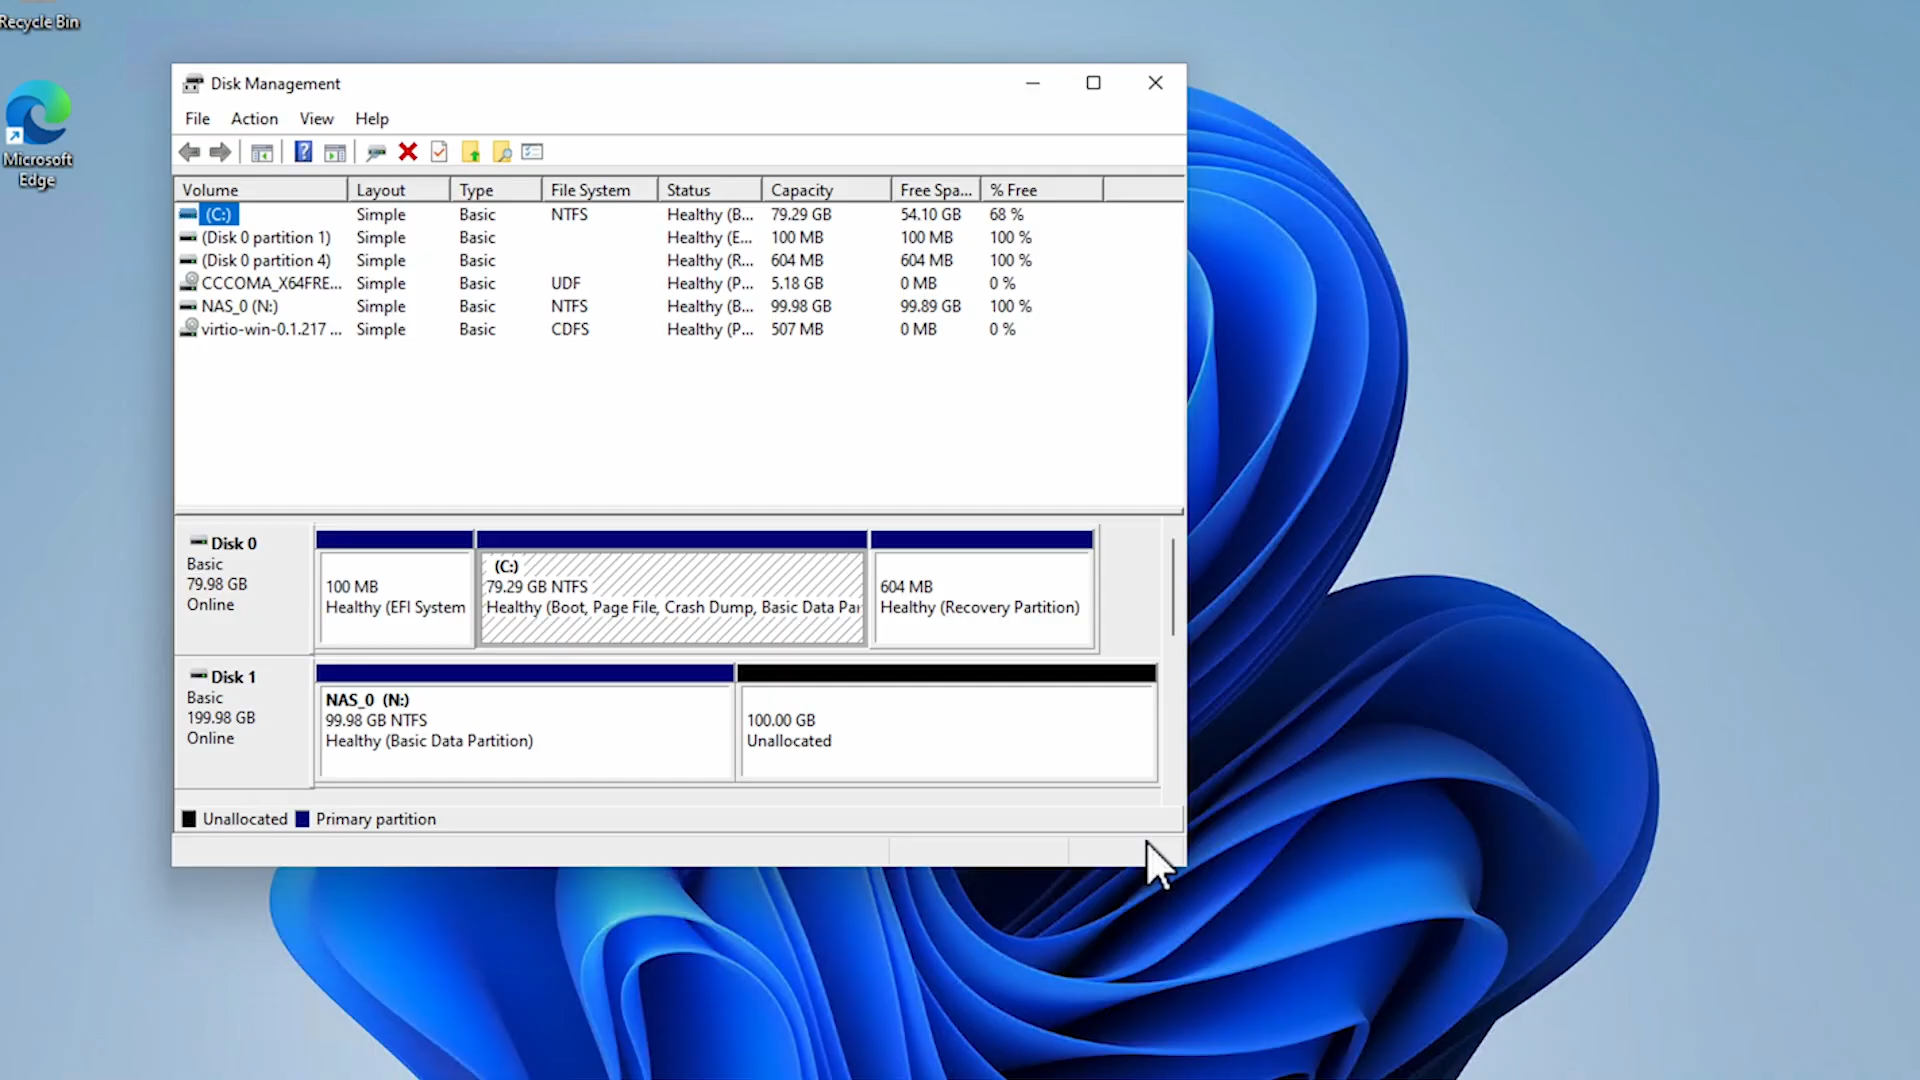 Recycle Bin
Microsoft
Edge
Disk Management
File Action View Help
Volume Layout Type File System Status Capacity Free Spa... % Free
(C:) Simple Basic NTFS Healthy (B... 79.29 GB 54.10 GB 68 %
(Disk 0 partition 1) Simple Basic Healthy (E... 100 MB 100 MB 100 %
(Disk 0 partition 4) Simple Basic Healthy (R... 604 MB 604 MB 100 %
CCCOMA_X64FRE... Simple Basic UDF Healthy (P... 5.18 GB 0 MB 0 %
NAS_0 (N:) Simple Basic NTFS Healthy (B... 99.98 GB 99.89 GB 100 %
virtio-win-0.1.217 ... Simple Basic CDFS Healthy (P... 507 MB 0 MB 0 %
Disk 0
Basic
79.98 GB
Online
100 MB
Healthy (EFI System
(C:)
79.29 GB NTFS
Healthy (Boot, Page File, Crash Dump, Basic Data Par
604 MB
Healthy (Recovery Partition)
Disk 1
Basic
199.98 GB
Online
NAS_0 (N:)
99.98 GB NTFS
Healthy (Basic Data Partition)
100.00 GB
Unallocated
Unallocated Primary partition